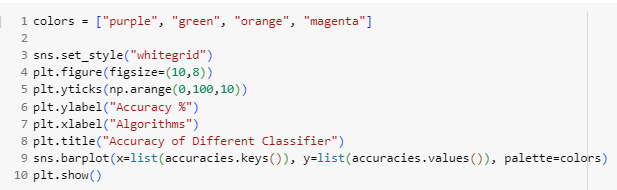 1 colors = ["purple", "green", "orange", "magenta"]
2
3 sns.set_style("whitegrid")
4 plt.figure(figsize=(10,8))
5 plt.yticks(np.arange(0,100,10))
6 plt.ylabel("Accuracy %")
7 plt.xlabel("Algorithms")
8 plt.title("Accuracy of Different Classifier")
9 sns.barplot(x=list(accuracies.keys()), y=list(accuracies.values()), palette=colors)
10 plt.show()